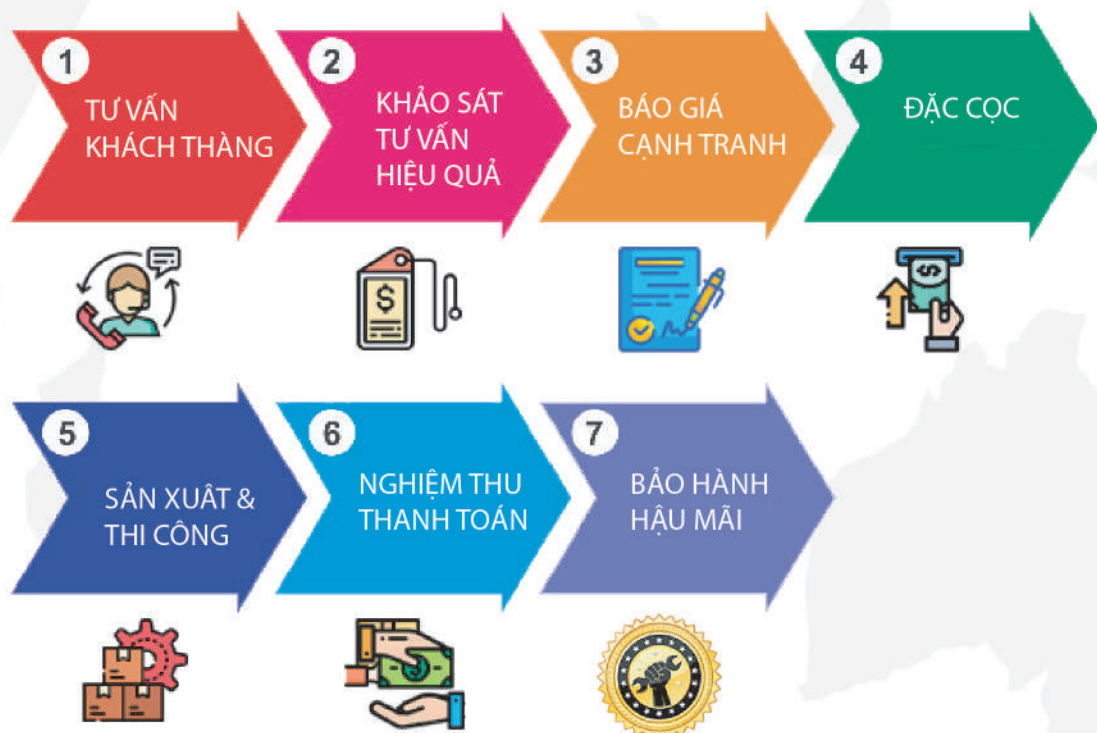 1
TƯ VẤN
KHÁCH THÀNG
2
KHẢO SÁT
TƯ VẤN
HIỆU QUẢ
3
BÁO GIÁ
CẠNH TRANH
4
ĐẶC CỌC
5
SẢN XUÂT &
THI CÔNG
6
NGHIỆM THU
THANH TOÁN
7
BẢO HÀNH
HẬU MÃI